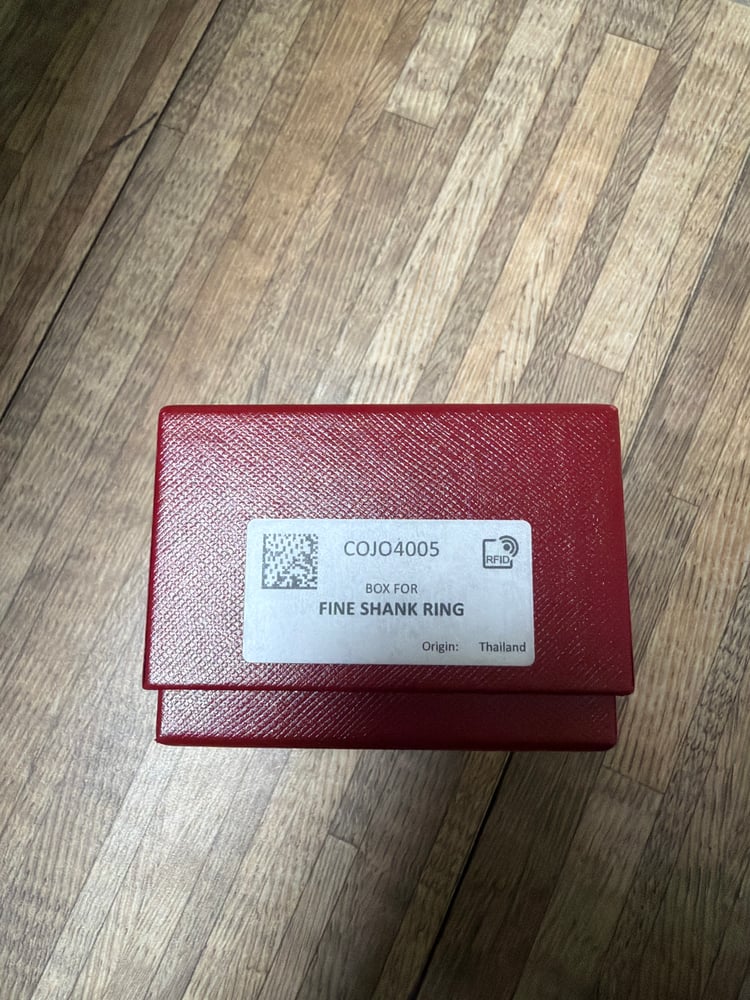 COJO4005
RFID
BOX FOR
FINE SHANK RING
Origin: Thailand